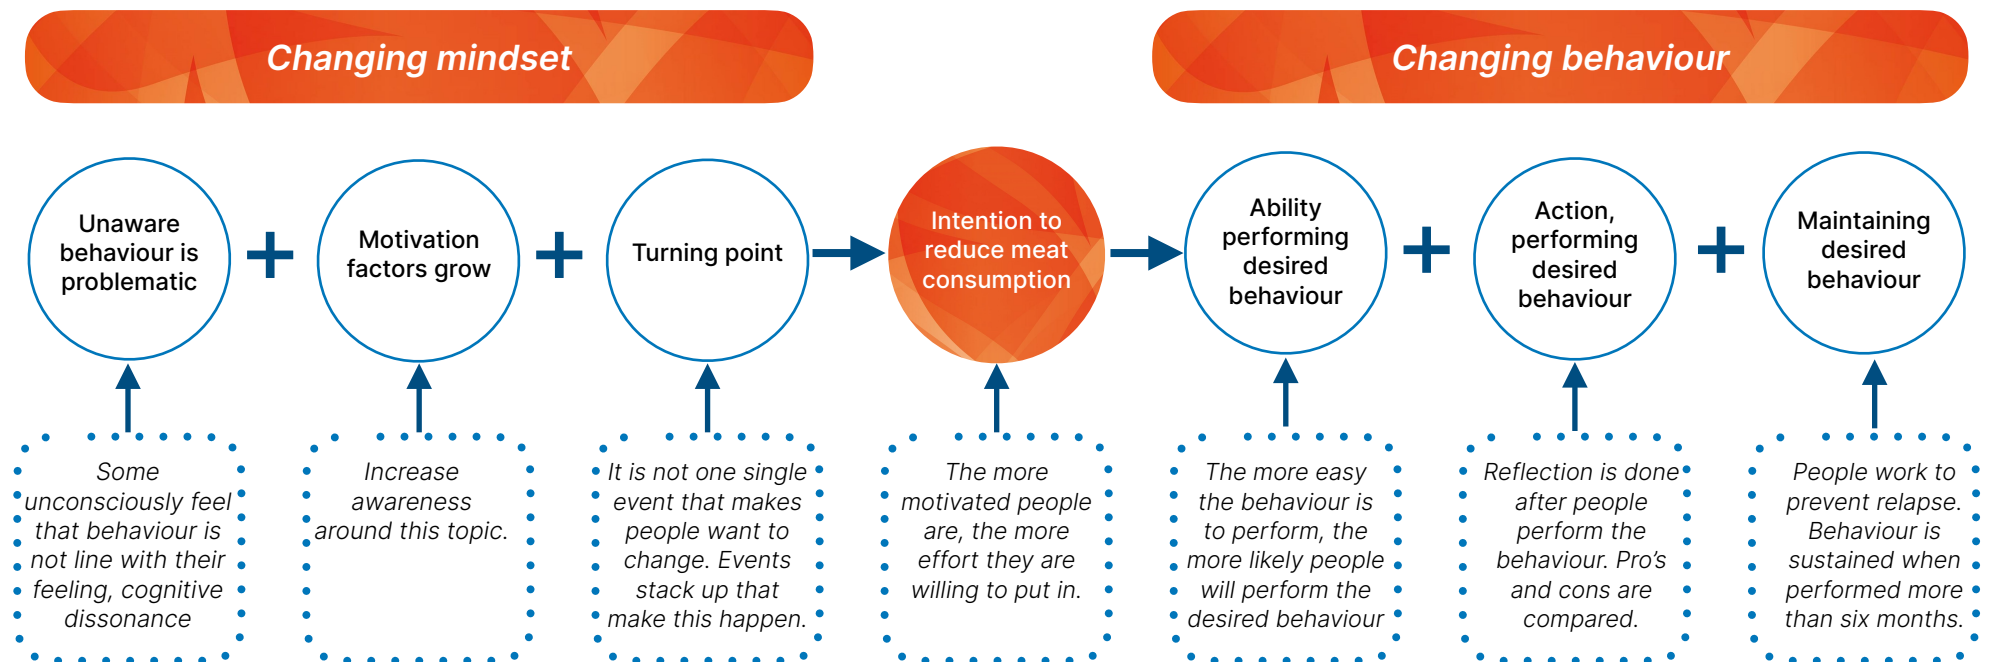 Changing mindset
Changing behaviour
Unaware
behaviour is
problematic
Motivation
factors grow
Turning point
Intention to
reduce meat
consumption
Ability
performing
desired
behaviour
Action,
performing
desired
behaviour
Maintaining
desired
behaviour
Some
unconsciously feel
that behaviour is
not line with their
feeling, cognitive
dissonance
Increase
awareness
around this topic.
It is not one single
event that makes
people want to
change. Events
stack up that
make this happen.
The more
motivated people
are, the more
effort they are
willing to put in.
The more easy
the behaviour is
to perform, the
more likely people
will perform the
desired behaviour
Reflection is done
after people
perform the
behaviour. Pro’s
and cons are
compared.
People work to
prevent relapse.
Behaviour is
sustained when
performed more
than six months.